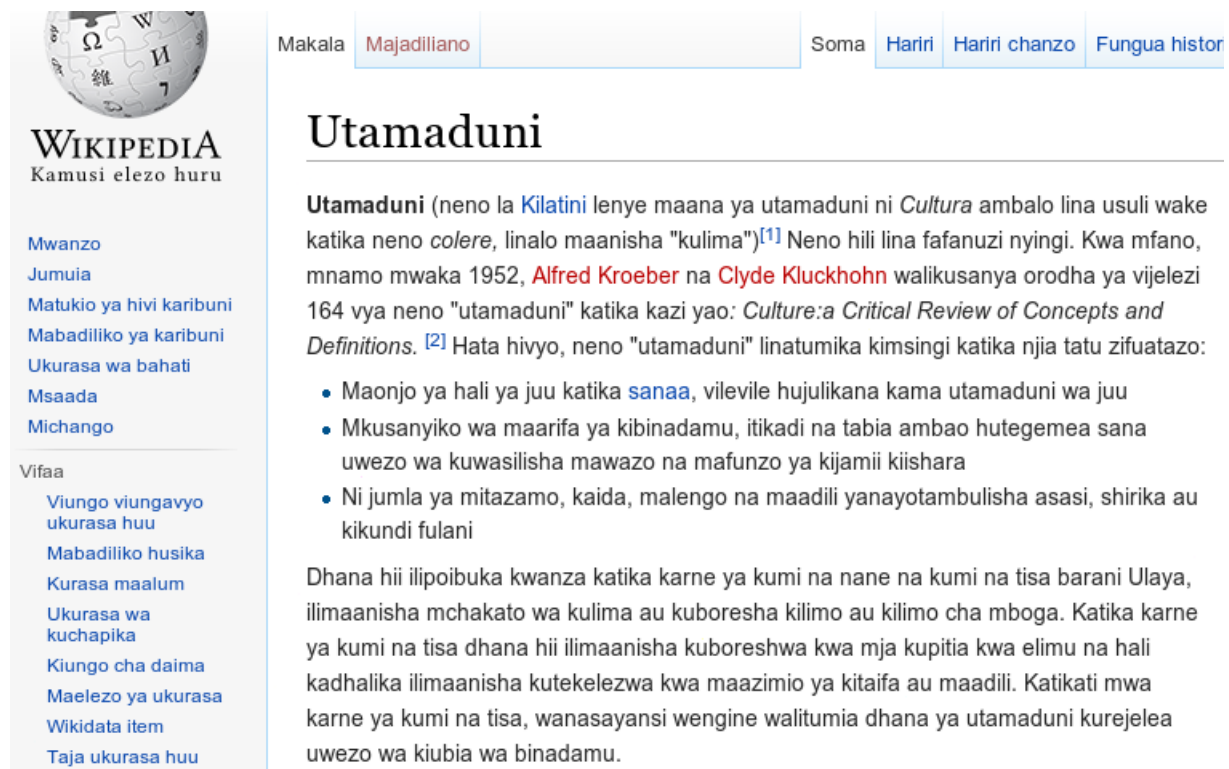 Makala Majadiliano Soma Hariri Hariri chanzo Fungua histori
WIKIPEDIA
Kamusi elezo huru
Mwanzo
Jumuia
Matukio ya hivi karibuni
Mabadiliko ya karibuni
Ukurasa wa bahati
Msaada
Michango
Vifaa
Viungo viungavyo
ukurasa huu
Mabadiliko husika
Kurasa maalum
Ukurasa wa
kuchapika
Kiungo cha daima
Maelezo ya ukurasa
Wikidata item
Taja ukurasa huu
Utamaduni
Utamaduni (neno la Kilatini lenye maana ya utamaduni ni Cultura ambalo lina usuli wake
katika neno colere, linalo maanisha "kulima")[1] Neno hili lina fafanuzi nyingi. Kwa mfano,
mnamo mwaka 1952, Alfred Kroeber na Clyde Kluckhohn walikusanya orodha ya vijelezi
164 vya neno "utamaduni" katika kazi yao: Culture:a Critical Review of Concepts and
Definitions. [2] Hata hivyo, neno "utamaduni" linatumika kimsingi katika njia tatu zifuatazo:
• Maonjo ya hali ya juu katika sanaa, vilevile hujulikana kama utamaduni wa juu
• Mkusanyiko wa maarifa ya kibinadamu, itikadi na tabia ambao hutegemea sana
uwezo wa kuwasilisha mawazo na mafunzo ya kijamii kiishara
• Ni jumla ya mitazamo, kaida, malengo na maadili yanayotambulisha asasi, shirika au
kikundi fulani
Dhana hii ilipoibuka kwanza katika karne ya kumi na nane na kumi na tisa barani Ulaya,
ilimaanisha mchakato wa kulima au kuboresha kilimo au kilimo cha mboga. Katika karne
ya kumi na tisa dhana hii ilimaanisha kuboreshwa kwa mja kupitia kwa elimu na hali
kadhalika ilimaanisha kutekelezwa kwa maazimio ya kitaifa au maadili. Katikati mwa
karne ya kumi na tisa, wanasayansi wengine walitumia dhana ya utamaduni kurejelea
uwezo wa kiubia wa binadamu.